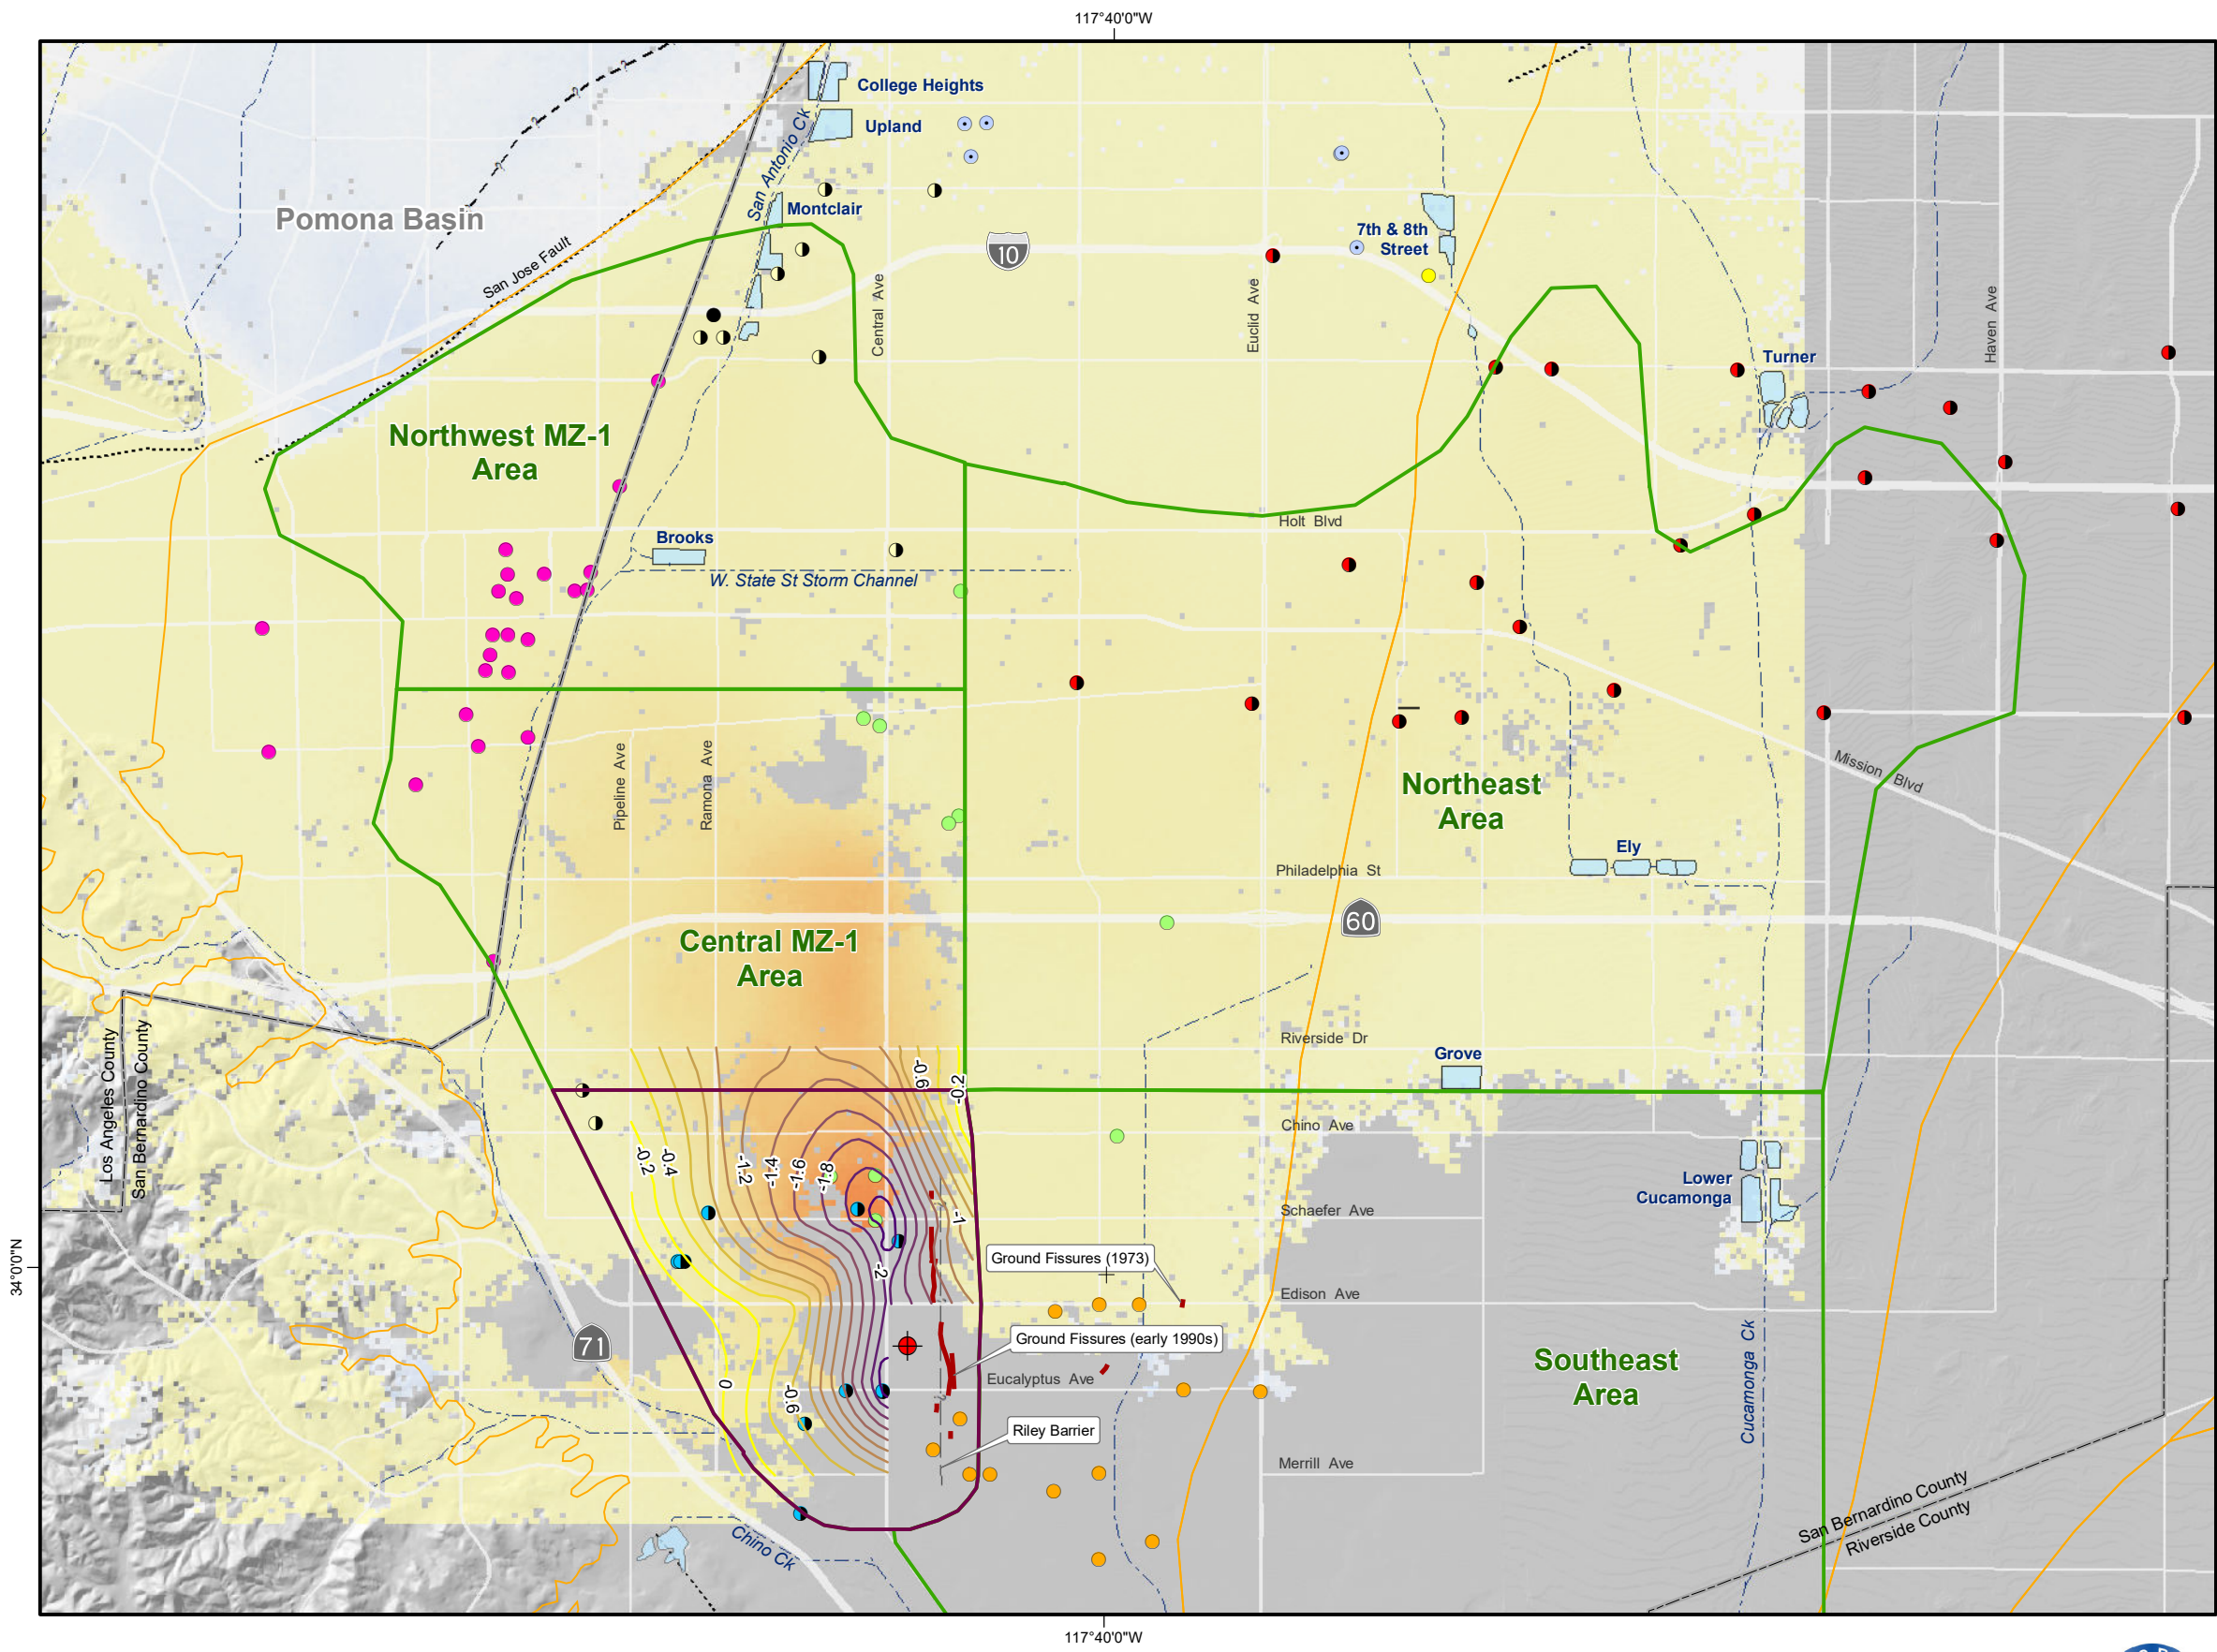 117°40'0"W
College Heights
Upland
San Antonio Ck
Montclair
Pomona Basin
7th & 8th
Street
10
San Jose Fault
Central Ave
Euclid Ave
Haven Ave
Turner
Northwest MZ-1
Area
Holt Blvd
Brooks
W. State St Storm Channel
Pipeline Ave
Ramona Ave
Mission Blvd
Northeast
Area
Ely
Philadelphia St
60
Central MZ-1
Area
Riverside Dr
Grove
Los Angeles County
San Bernardino County
-0.6
-0.2
Chino Ave
-0.2
-0.4
-1.2
-1.4
-1.6
-1.8
Lower
Cucamonga
Schaefer Ave
-1
34°0'0"N
Ground Fissures (1973)
-2
Edison Ave
71
Ground Fissures (early 1990s)
Southeast
Area
Cucamonga Ck
Eucalyptus Ave
0
-0.6
Riley Barrier
Merrill Ave
San Bernardino County
Riverside County
Chino Ck
117°40'0"W